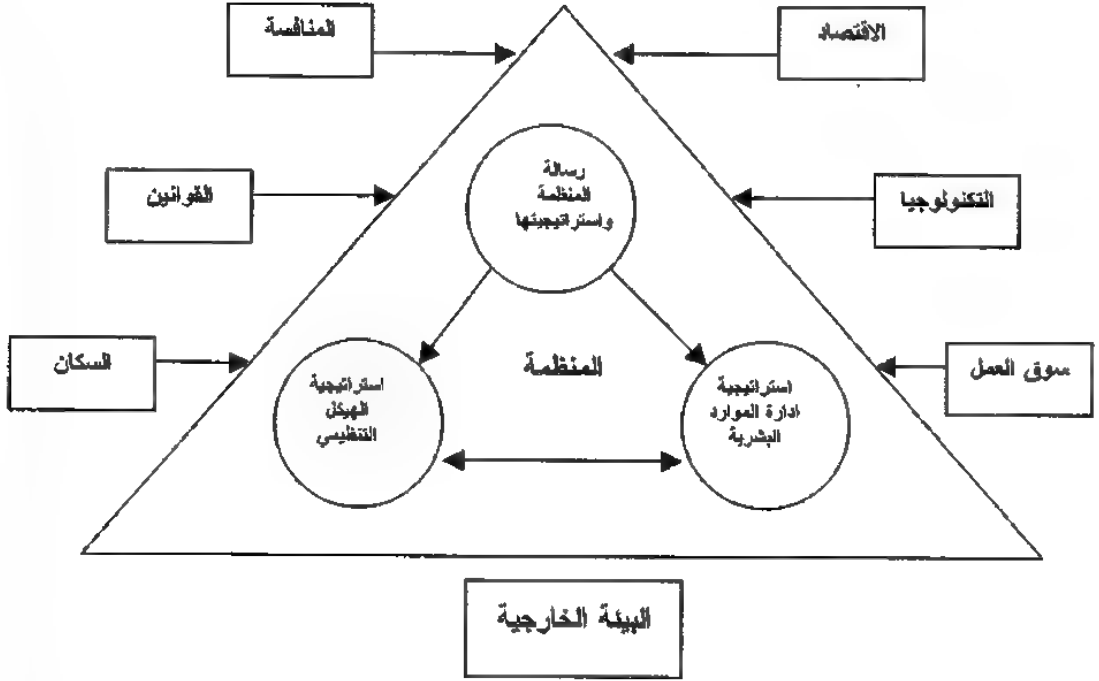 الاقتصاد
المنافسة
التكنولوجيا
القوانين
سوق العمل
السكان
رسالة
المنظمة
واستراتيجيتها
المنظمة
استراتيجية
ادارة الموارد
البشرية
استراتيجية
الهيكل
التنظيمي
البيئة الخارجية